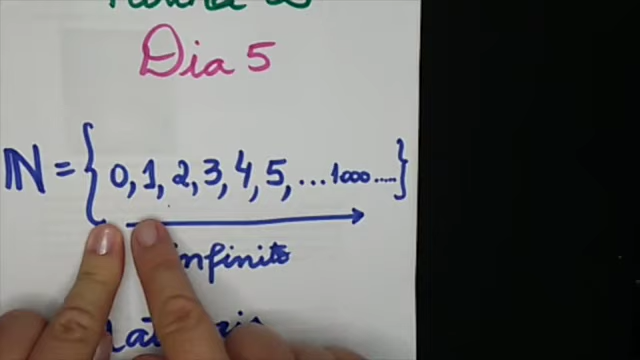 Dia 5
ℕ = { 0, 1, 2, 3, 4, 5, ... 1000 ..... }
infinito